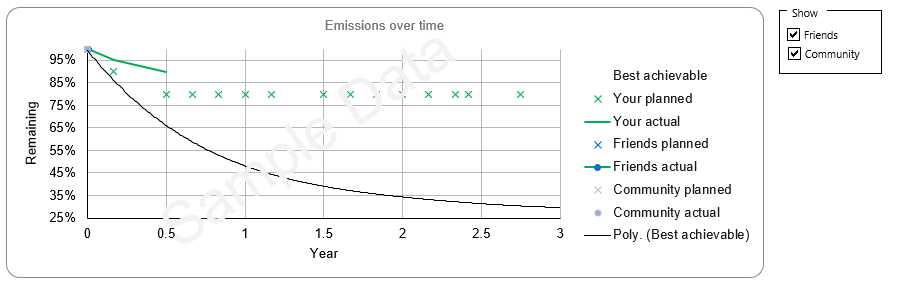 Emissions over time
Show
Friends
Community
95%
85%
75%
65%
55%
45%
35%
25%
Remaining
0
0.5
1
1.5
2
2.5
3
Year
Sample Data
Best achievable
Your planned
Your actual
Friends planned
Friends actual
Community planned
Community actual
Poly. (Best achievable)